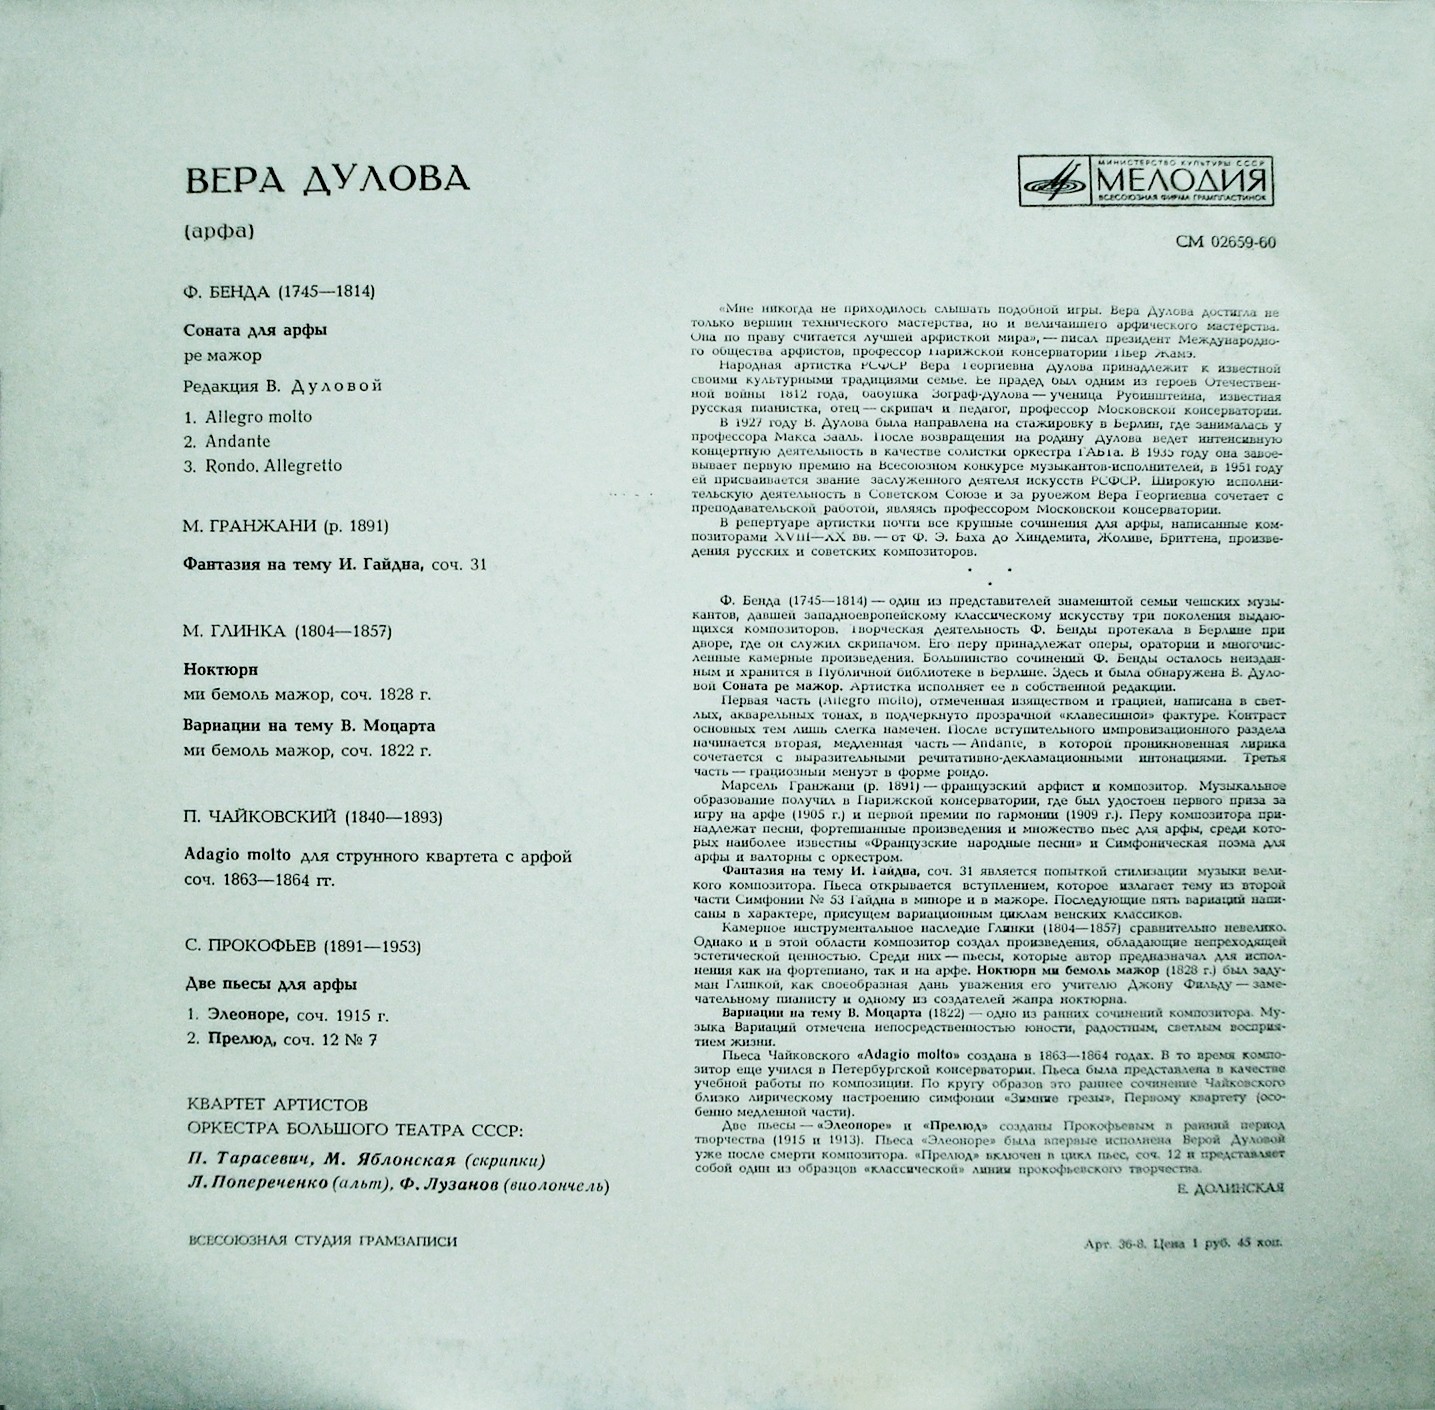 ВЕРА ДУЛОВА
(арфа)
Ф. БЕНДА (1745—1814)
Соната для арфы
ре мажор
Редакция В. Дуловой
1. Allegro molto
2. Andante
3. Rondo. Allegretto
М. ГРАНЖАНИ (р. 1891)
Фантазия на тему И. Гайдна, соч. 31
М. ГЛИНКА (1804—1857)
Ноктюрн
ми бемоль мажор, соч. 1828 г.
Вариации на тему В. Моцарта
ми бемоль мажор, соч. 1822 г.
П. ЧАЙКОВСКИЙ (1840—1893)
Adagio molto для струнного квартета с арфой
соч. 1863—1864 гг.
С. ПРОКОФЬЕВ (1891—1953)
Две пьесы для арфы
1. Элеоноре, соч. 1915 г.
2. Прелюд, соч. 12 № 7
КВАРТЕТ АРТИСТОВ
ОРКЕСТРА БОЛЬШОГО ТЕАТРА СССР:
П. Тарасевич, М. Яблонская (скрипки)
Л. Попереченко (альт), Ф. Лузанов (виолончель)
ВСЕСОЮЗНАЯ СТУДИЯ ГРАМЗАПИСИ
МИНИСТЕРСТВО КУЛЬТУРЫ СССР
МЕЛОДИЯ
ВСЕСОЮЗНАЯ ФИРМА ГРАМПЛАСТИНОК
СМ 02659-60
«Мне никогда не приходилось слышать подобной игры. Вера Дулова достигла не
только вершин технического мастерства, но и величайшего арфического мастерства.
Она по праву считается лучшей арфисткой мира», — писал президент Международно-
го общества арфистов, профессор Парижской консерватории Пьер Жамэ.
Народная артистка РСФСР Вера Георгиевна Дулова принадлежит к известной
своими культурными традициями семье. Ее прадед был одним из героев Отечествен-
ной войны 1812 года, бабушка Зограф-Дулова — ученица Рубинштейна, известная
русская пианистка, отец — скрипач и педагог, профессор Московской консерватории.
В 1927 году В. Дулова была направлена на стажировку в Берлин, где занималась у
профессора Макса Зааль. После возвращения на родину Дулова ведет интенсивную
концертную деятельность в качестве солистки оркестра ГАБТа. В 1935 году она завое-
вывает первую премию на Всесоюзном конкурсе музыкантов-исполнителей, в 1951 году
ей присваивается звание заслуженного деятеля искусств РСФСР. Широкую исполни-
тельскую деятельность в Советском Союзе и за рубежом Вера Георгиевна сочетает с
преподавательской работой, являясь профессором Московской консерватории.
В репертуаре артистки почти все крупные сочинения для арфы, написанные ком-
позиторами XVIII—XX вв. — от Ф. Э. Баха до Хиндемита, Жоливе, Бриттена, произве-
дения русских и советских композиторов.
Ф. Бенда (1745—1814) — один из представителей знаменитой семьи чешских музы-
кантов, давшей западноевропейскому классическому искусству три поколения выдаю-
щихся композиторов. Творческая деятельность Ф. Бенды протекала в Берлине при
дворе, где он служил скрипачом. Его перу принадлежат оперы, оратории и многочис-
ленные камерные произведения. Большинство сочинений Ф. Бенды осталось неиздан-
ным и хранится в Публичной библиотеке в Берлине. Здесь и была обнаружена В. Дуло-
вой Соната ре мажор. Артистка исполняет ее в собственной редакции.
Первая часть (Allegro molto), отмеченная изяществом и грацией, написана в свет-
лых, акварельных тонах, в подчеркнуто прозрачной «клавесинной» фактуре. Контраст
основных тем лишь слегка намечен. После вступительного импровизационного раздела
начинается вторая, медленная часть — Andante, в которой проникновенная лирика
сочетается с выразительными речитативно-декламационными интонациями. Третья
часть — грациозный менуэт в форме рондо.
Марсель Гранжани (р. 1891) — французский арфист и композитор. Музыкальное
образование получил в Парижской консерватории, где был удостоен первого приза за
игру на арфе (1905 г.) и первой премии по гармонии (1909 г.). Перу композитора при-
надлежат песни, фортепианные произведения и множество пьес для арфы, среди кото-
рых наиболее известны «Французские народные песни» и Симфоническая поэма для
арфы и валторны с оркестром.
Фантазия на тему И. Гайдна, соч. 31 является попыткой стилизации музыки вели-
кого композитора. Пьеса открывается вступлением, которое излагает тему из второй
части Симфонии № 53 Гайдна в миноре и в мажоре. Последующие пять вариаций напи-
саны в характере, присущем вариационным циклам венских классиков.
Камерное инструментальное наследие Глинки (1804—1857) сравнительно невелико.
Однако и в этой области композитор создал произведения, обладающие непреходящей
эстетической ценностью. Среди них — пьесы, которые автор предназначал для испол-
нения как на фортепиано, так и на арфе. Ноктюрн ми бемоль мажор (1828 г.) был заду-
ман Глинкой, как своеобразная дань уважения его учителю Джону Фильду — заме-
чательному пианисту и одному из создателей жанра ноктюрна.
Вариации на тему В. Моцарта (1822) — одно из ранних сочинений композитора. Му-
зыка Вариаций отмечена непосредственностью юности, радостным, светлым восприя-
тием жизни.
Пьеса Чайковского «Adagio molto» создана в 1863—1864 годах. В то время компо-
зитор еще учился в Петербургской консерватории. Пьеса была представлена в качестве
учебной работы по композиции. По кругу образов это раннее сочинение Чайковского
близко лирическому настроению симфонии «Зимние грезы», Первому квартету (осо-
бенно медленной части).
Две пьесы — «Элеоноре» и «Прелюд» созданы Прокофьевым в ранний период
творчества (1915 и 1913). Пьеса «Элеоноре» была впервые исполнена Верой Дуловой
уже после смерти композитора. «Прелюд» включен в цикл пьес, соч. 12 и представляет
собой один из образцов «классической» линии прокофьевского творчества.
Е. ДОЛИНСКАЯ
Арт. 36-8. Цена 1 руб. 45 коп.